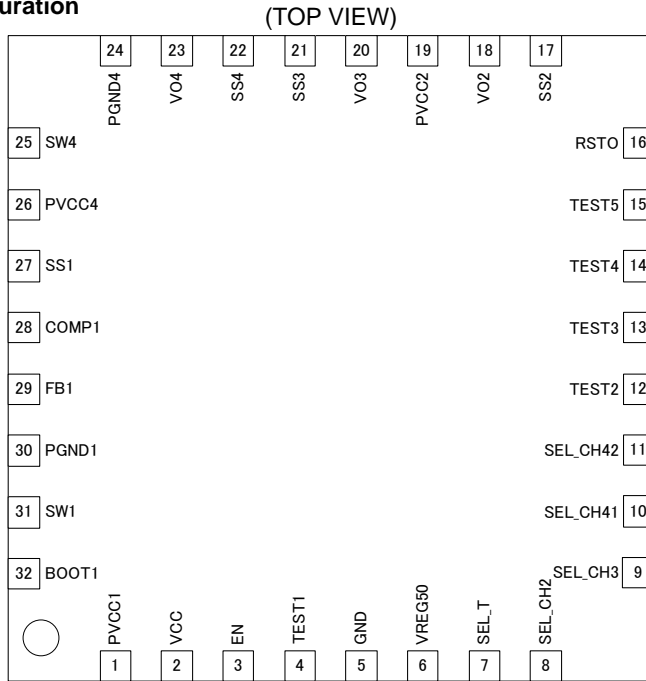 uration
(TOP VIEW)
24 23 22 21 20 19 18 17
PGND4 VO4 SS4 SS3 VO3 PVCC2 VO2 SS2
25 SW4 RSTO 16
26 PVCC4 TEST5 15
27 SS1 TEST4 14
28 COMP1 TEST3 13
29 FB1 TEST2 12
30 PGND1 SEL_CH42 11
31 SW1 SEL_CH41 10
32 BOOT1 SEL_CH3 9
PVCC1 VCC EN TEST1 GND VREG50 SEL_T SEL_CH2
1 2 3 4 5 6 7 8